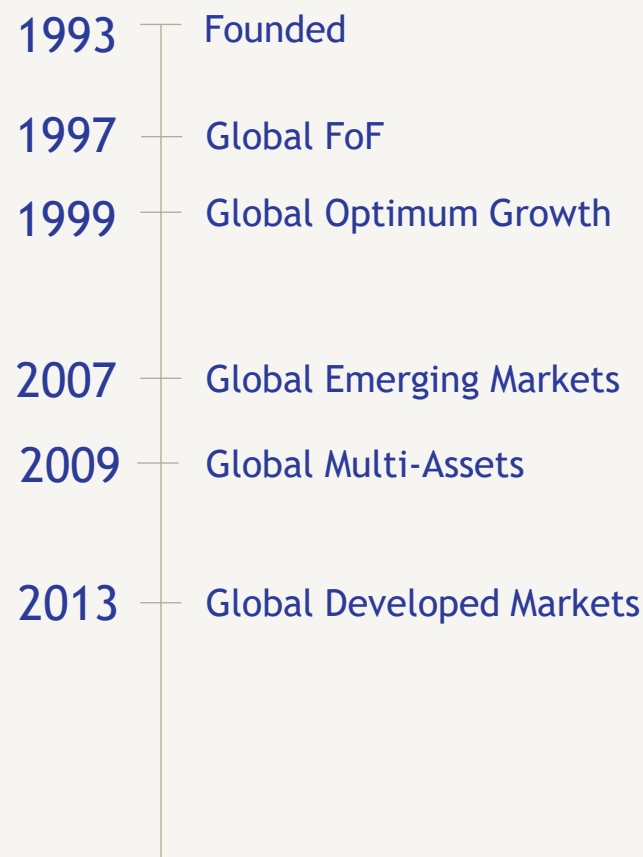 1993 Founded
1997 Global FoF
1999 Global Optimum Growth
2007 Global Emerging Markets
2009 Global Multi-Assets
2013 Global Developed Markets